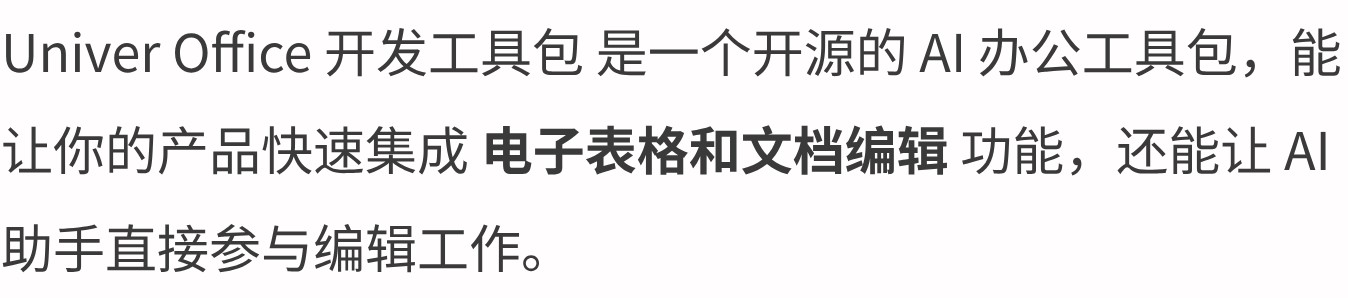 Univer Office 开发工具包 是一个开源的 AI 办公工具包，能
让你的产品快速集成 电子表格和文档编辑 功能，还能让 AI
助手直接参与编辑工作。